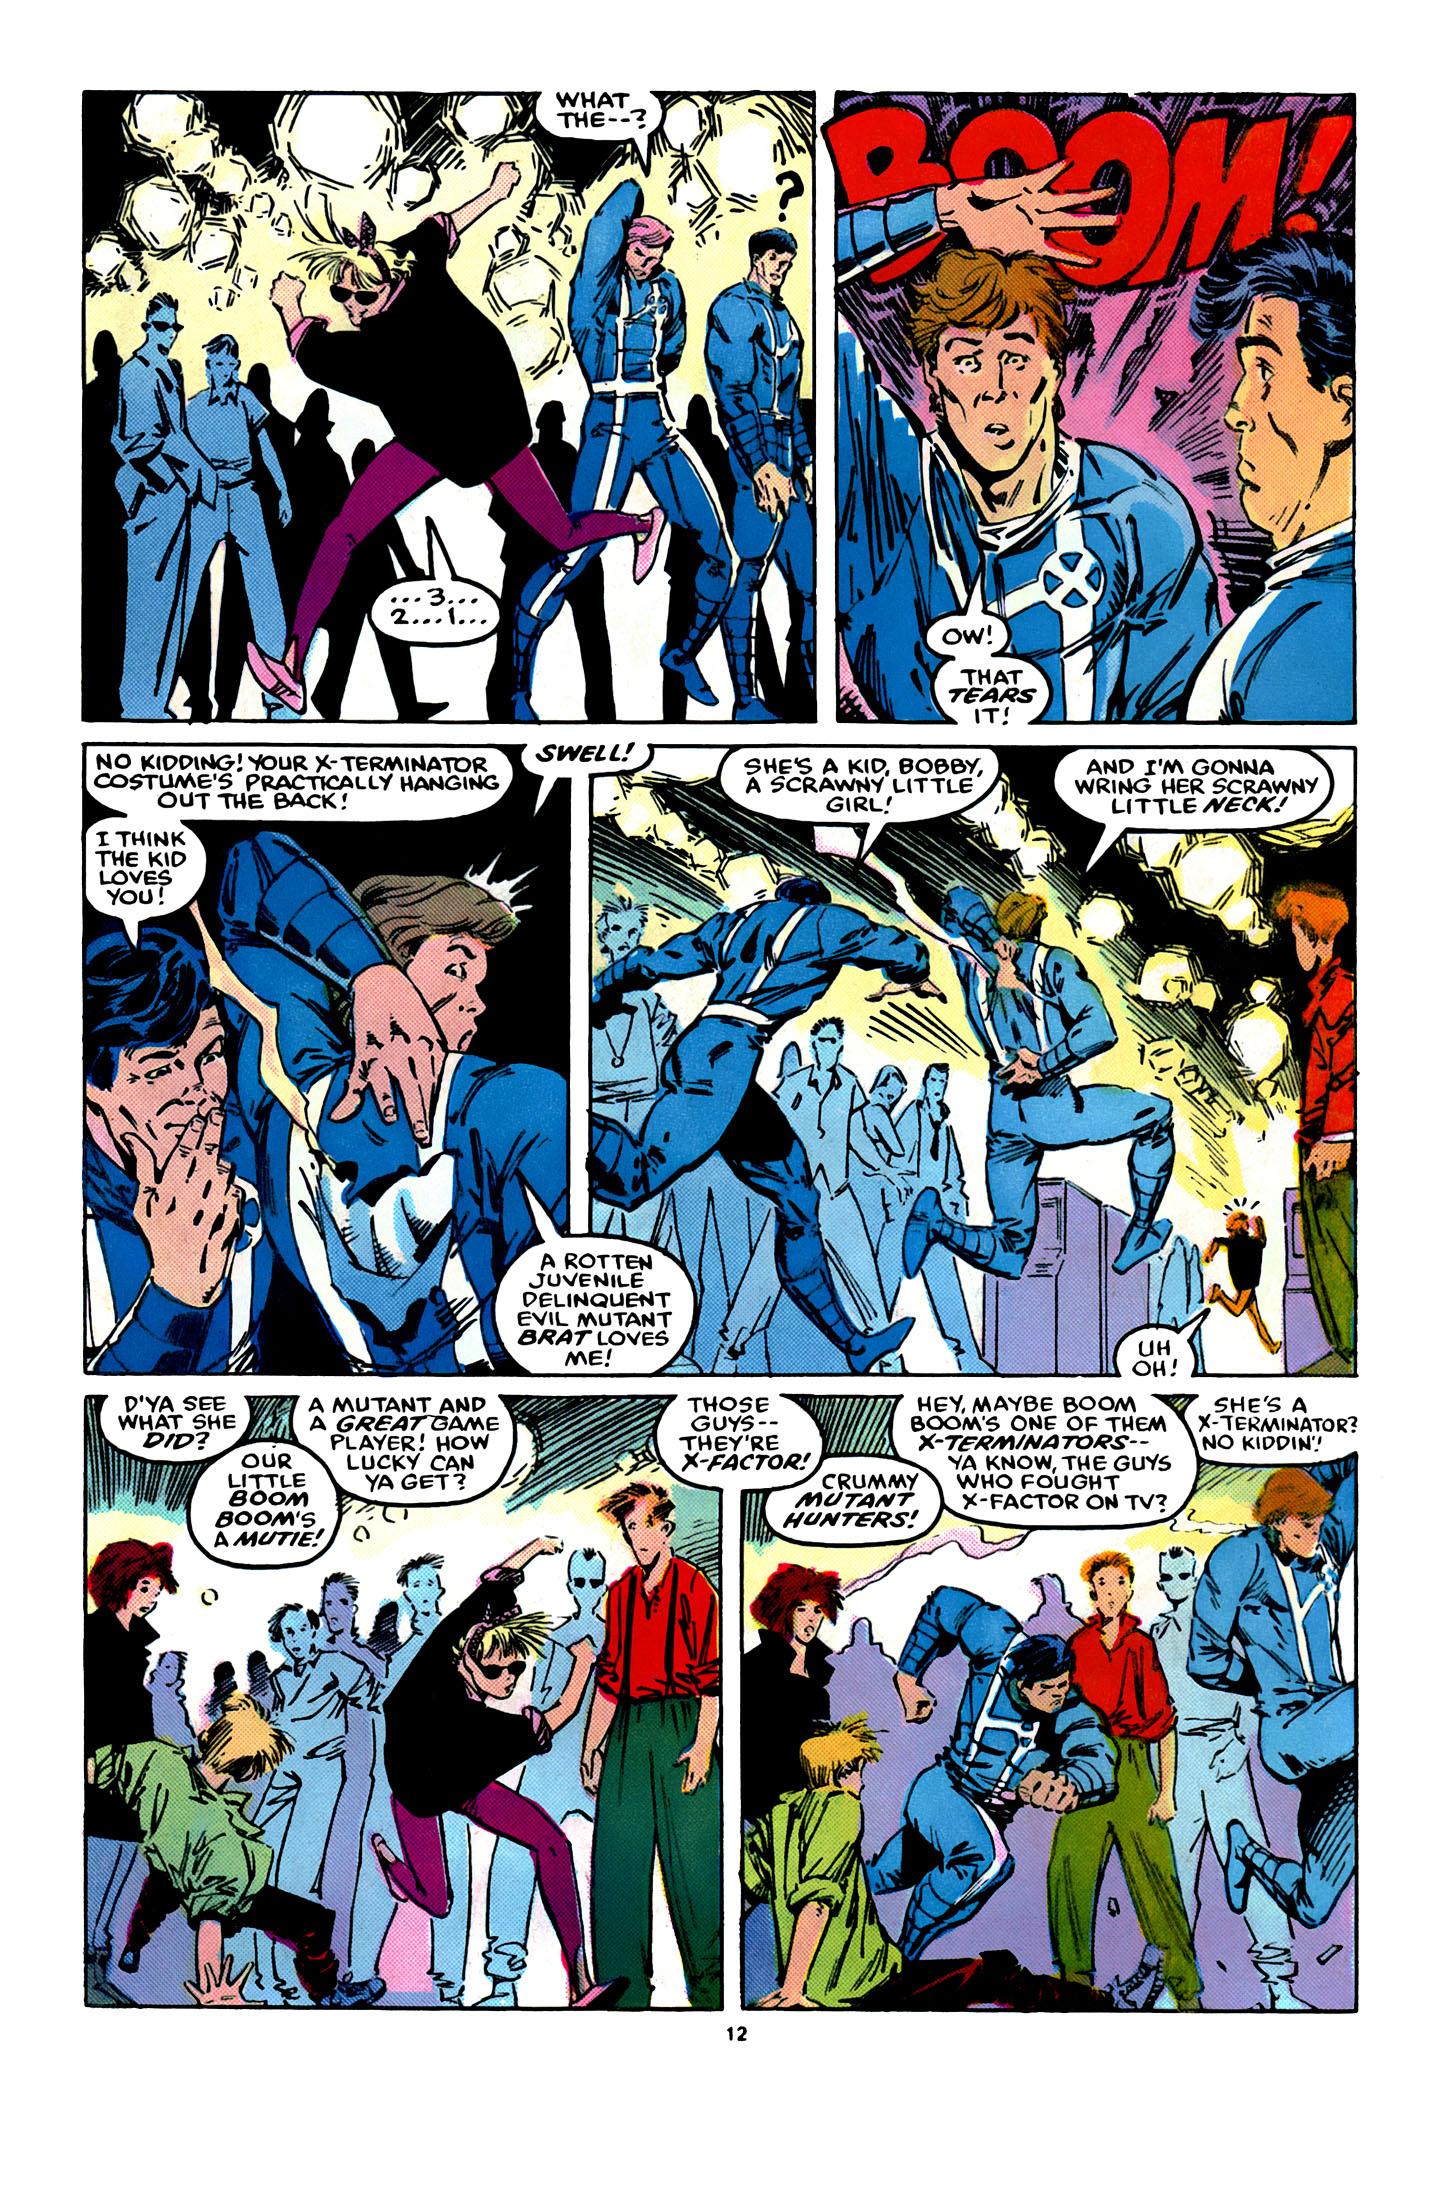 WHAT
THE--?
?
...3...
2...1...
BOOM!
OW!
THAT
TEARS
IT!
NO KIDDING! YOUR X-TERMINATOR
COSTUME'S PRACTICALLY HANGING
OUT THE BACK!
SWELL!
I THINK
THE KID
LOVES
YOU!
A ROTTEN
JUVENILE
DELINQUENT
EVIL MUTANT
BRAT LOVES
ME!
SHE'S A KID, BOBBY,
A SCRAWNY LITTLE
GIRL!
AND I'M GONNA
WRING HER SCRAWNY
LITTLE NECK!
UH
OH!
D'YA SEE
WHAT SHE
DID?
OUR
LITTLE
BOOM
BOOM'S
A MUTIE!
A MUTANT AND
A GREAT GAME
PLAYER! HOW
LUCKY CAN
YA GET?
THOSE
GUYS--
THEY'RE
X-FACTOR!
CRUMMY
MUTANT
HUNTERS!
HEY, MAYBE BOOM
BOOM'S ONE OF THEM
X-TERMINATORS--
YA KNOW, THE GUYS
WHO FOUGHT
X-FACTOR ON TV?
SHE'S A
X-TERMINATOR?
NO KIDDIN'!
12